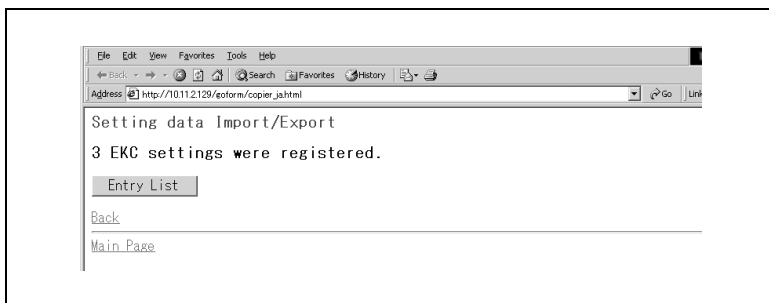 File Edit View Favorites Tools Help
Back Search Favorites History
Address http://10.11.2.129/goform/copier_ja.html Go Link
Setting data Import/Export
3 EKC settings were registered.
Entry List
Back
Main Page